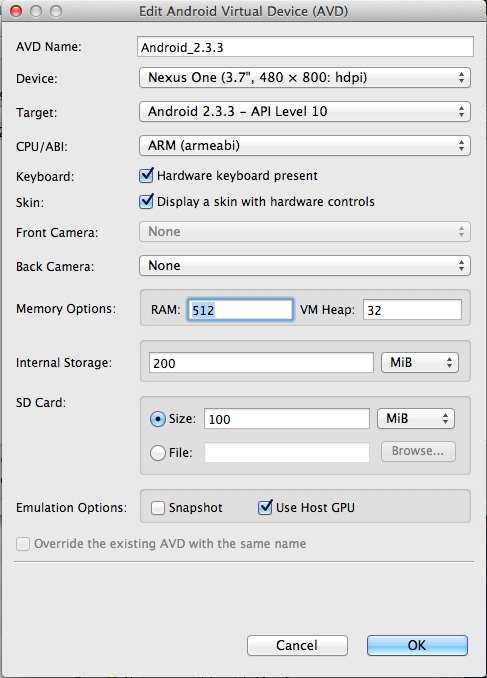 Edit Android Virtual Device (AVD)
AVD Name: Android_2.3.3
Device: Nexus One (3.7", 480 × 800: hdpi)
Target: Android 2.3.3 – API Level 10
CPU/ABI: ARM (armeabi)
Keyboard: Hardware keyboard present
Skin: Display a skin with hardware controls
Front Camera: None
Back Camera: None
Memory Options: RAM: 512 VM Heap: 32
Internal Storage: 200 MiB
SD Card:
Size: 100 MiB
File: Browse...
Emulation Options: Snapshot Use Host GPU
Override the existing AVD with the same name
Cancel OK